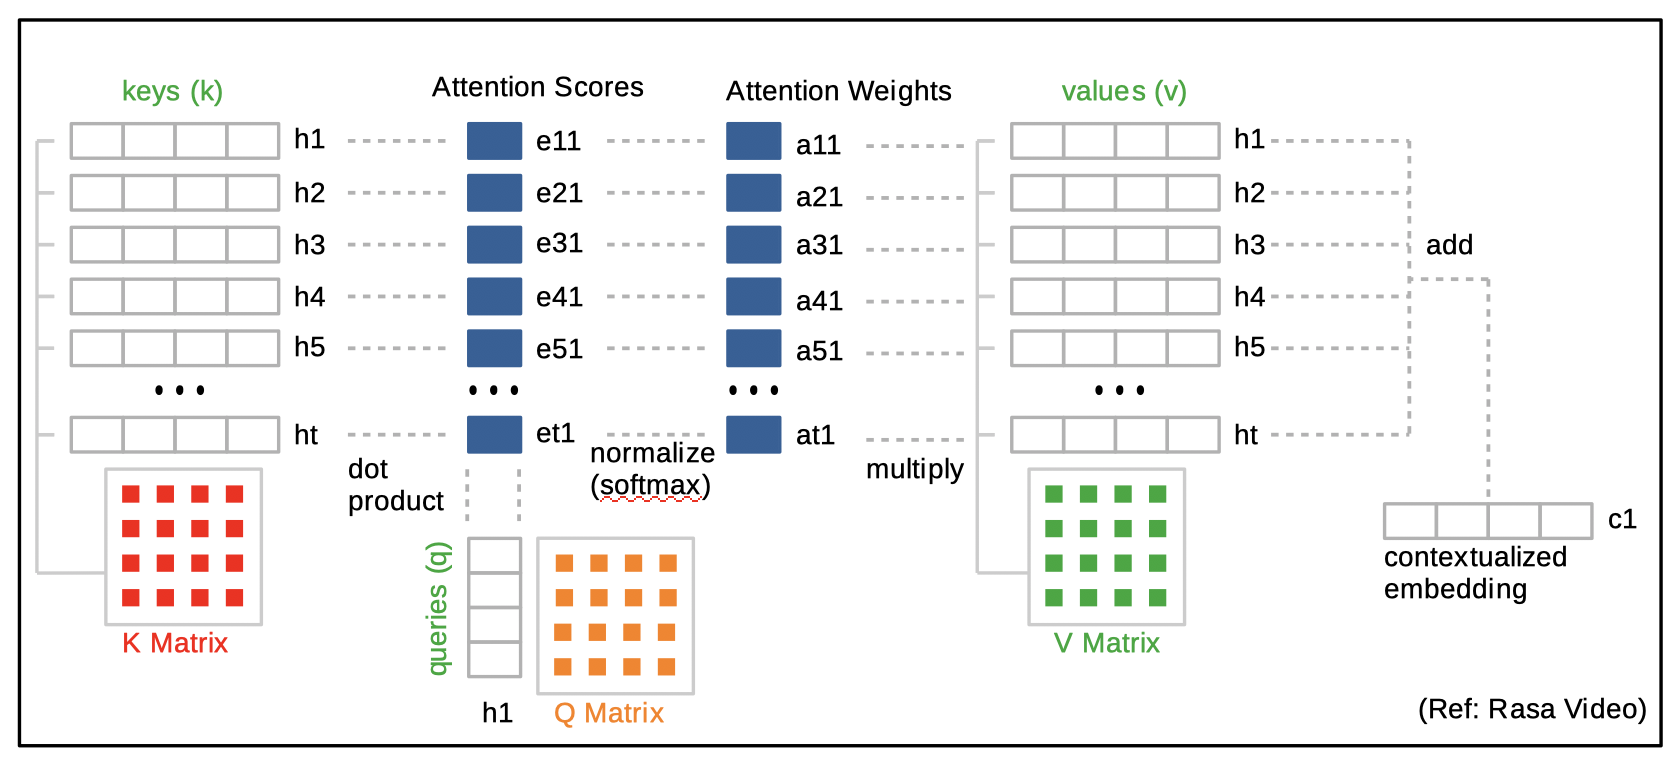 keys (k)
Attention Scores
Attention Weights
values (v)
h1
e11
a11
h1
h2
e21
a21
h2
h3
e31
a31
h3
add
h4
e41
a41
h4
h5
e51
a51
h5
...
...
...
...
ht
et1
at1
ht
dot
product
normalize
(softmax)
multiply
queries (q)
c1
contextualized
embedding
K Matrix
h1
Q Matrix
V Matrix
(Ref: Rasa Video)